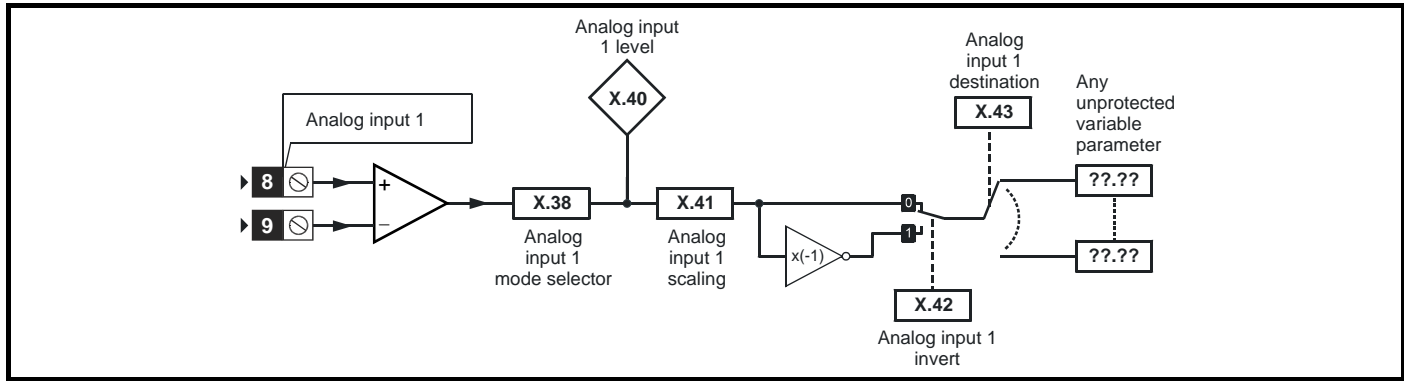 Analog input
1 level
X.40
Analog input 1
8
9
+
−
X.38
Analog
input 1
mode selector
X.41
Analog
input 1
scaling
x(-1)
0
1
X.42
Analog input 1
invert
Analog
input 1
destination
X.43
Any
unprotected
variable
parameter
??.??
??.??